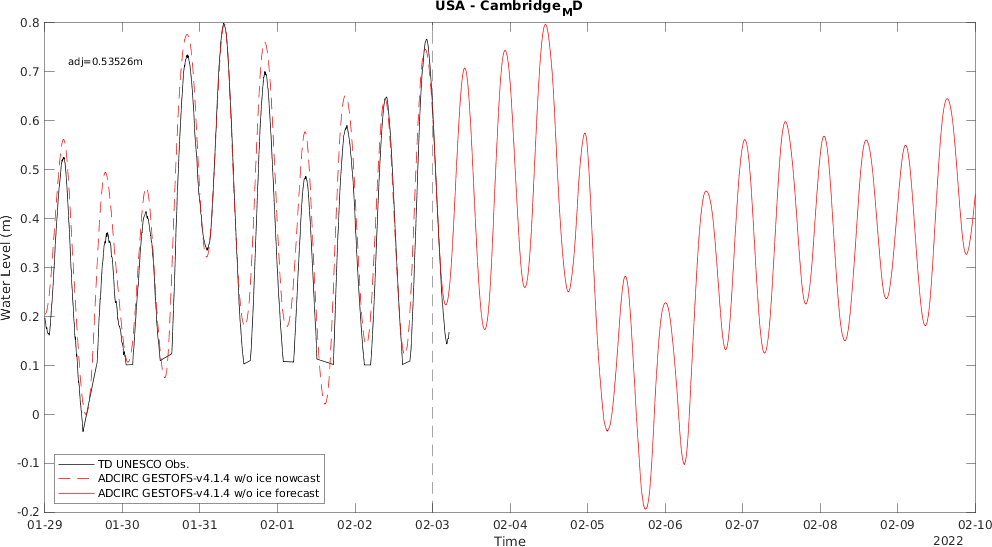 USA - Cambridge_MD
adj=0.53526m
Water Level (m)
0.8
0.7
0.6
0.5
0.4
0.3
0.2
0.1
0
-0.1
-0.2
TD UNESCO Obs.
ADCIRC GESTOFS-v4.1.4 w/o ice nowcast
ADCIRC GESTOFS-v4.1.4 w/o ice forecast
01-29 01-30 01-31 02-01 02-02 02-03 02-04 02-05 02-06 02-07 02-08 02-09 02-10
Time
2022